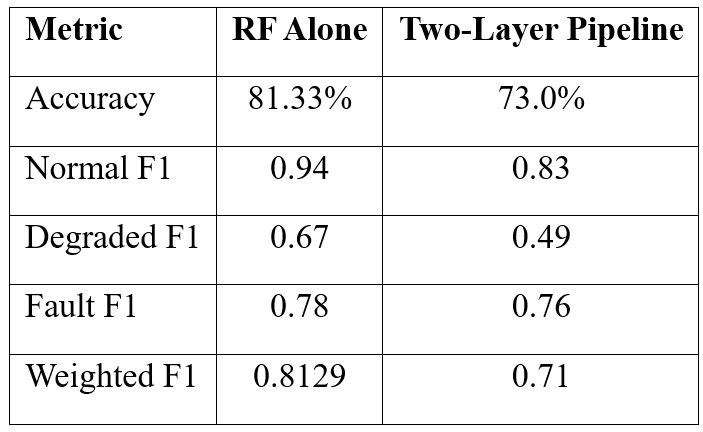 Metric RF Alone Two-Layer Pipeline
Accuracy 81.33% 73.0%
Normal F1 0.94 0.83
Degraded F1 0.67 0.49
Fault F1 0.78 0.76
Weighted F1 0.8129 0.71